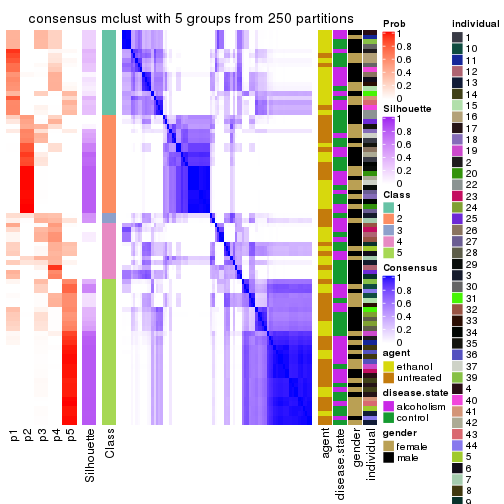 consensus mclust with 5 groups from 250 partitions
p1
p2
p3
p4
p5
Silhouette
Class
agent
disease.state
gender
individual
Prob
0.8
0.6
0.4
0.2
0
Silhouette
1
0.8
0.6
0.4
0.2
0
Class
1
2
3
4
5
Consensus
1
0.8
0.6
0.4
0.2
0
agent
ethanol
untreated
disease.state
alcoholism
control
gender
female
male
individual
1
10
11
12
13
14
15
16
17
18
19
2
20
22
23
24
25
26
27
28
29
3
30
31
32
33
34
35
36
37
39
4
40
41
42
43
44
5
6
7
8
9